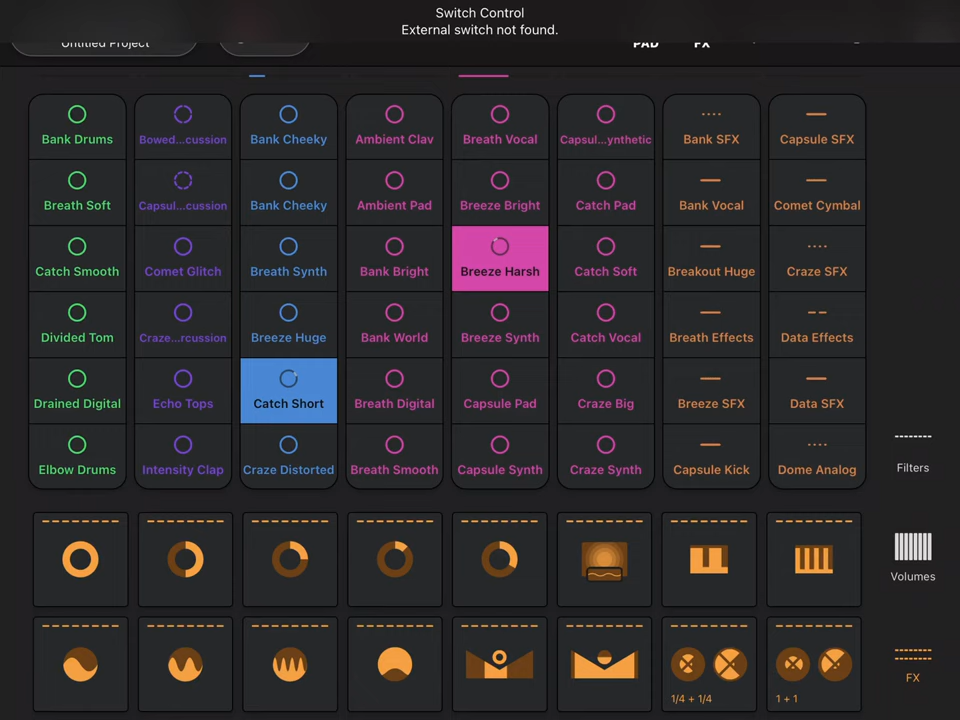 Switch Control
External switch not found.
Untitled Project
PAD
FX
Bank Drums
Bowed...cussion
Bank Cheeky
Ambient Clav
Breath Vocal
Capsul...ynthetic
Bank SFX
Capsule SFX
Breath Soft
Capsul...cussion
Bank Cheeky
Ambient Pad
Breeze Bright
Catch Pad
Bank Vocal
Comet Cymbal
Catch Smooth
Comet Glitch
Breath Synth
Bank Bright
Breeze Harsh
Catch Soft
Breakout Huge
Craze SFX
Divided Tom
Craze...rcussion
Breeze Huge
Bank World
Breeze Synth
Catch Vocal
Breath Effects
Data Effects
Drained Digital
Echo Tops
Catch Short
Breath Digital
Capsule Pad
Craze Big
Breeze SFX
Data SFX
Elbow Drums
Intensity Clap
Craze Distorted
Breath Smooth
Capsule Synth
Craze Synth
Capsule Kick
Dome Analog
Filters
Volumes
FX
1/4 + 1/4
1 + 1